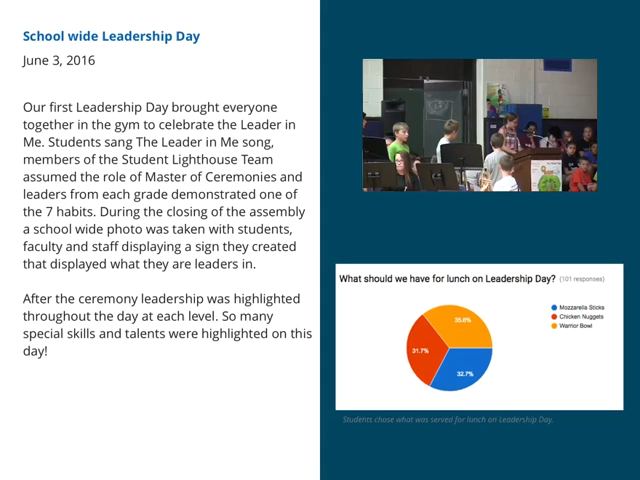 School wide Leadership Day
June 3, 2016
Our first Leadership Day brought everyone
together in the gym to celebrate the Leader in
Me. Students sang The Leader in Me song,
members of the Student Lighthouse Team
assumed the role of Master of Ceremonies and
leaders from each grade demonstrated one of
the 7 habits. During the closing of the assembly
a school wide photo was taken with students,
faculty and staff displaying a sign they created
that displayed what they are leaders in.
After the ceremony leadership was highlighted
throughout the day at each level. So many
special skills and talents were highlighted on this
day!
What should we have for lunch on Leadership Day? (101 responses)
Mozzarella Sticks
Chicken Nuggets
Warrior Bowl
35.6%
31.7%
32.7%
Students chose what was served for lunch on Leadership Day.